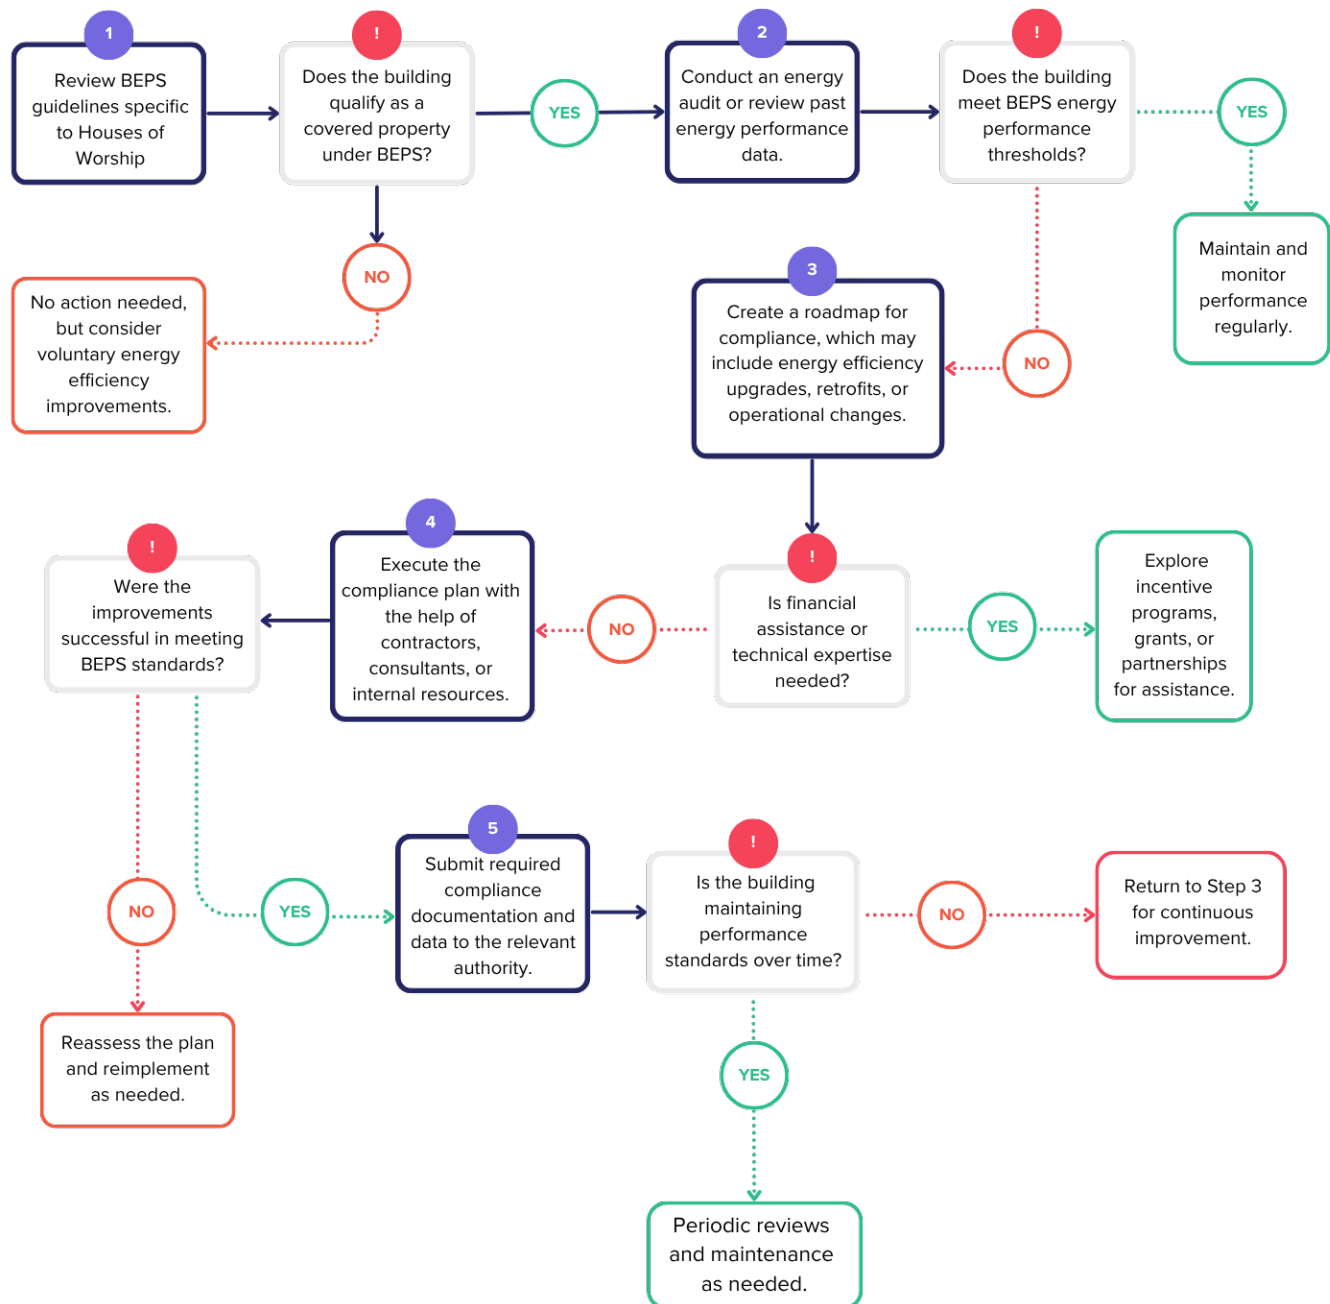 1
Review BEPS
guidelines specific
to Houses of
Worship
!
Does the building
qualify as a
covered property
under BEPS?
YES
2
Conduct an energy
audit or review past
energy performance
data.
!
Does the building
meet BEPS energy
performance
thresholds?
YES
Maintain and
monitor
performance
regularly.
NO
No action needed,
but consider
voluntary energy
efficiency
improvements.
NO
3
Create a roadmap for
compliance, which may
include energy efficiency
upgrades, retrofits, or
operational changes.
!
Is financial
assistance or
technical expertise
needed?
YES
Explore
incentive
programs,
grants, or
partnerships
for assistance.
NO
4
Execute the
compliance plan with
the help of
contractors,
consultants, or
internal resources.
!
Were the
improvements
successful in meeting
BEPS standards?
NO
Reassess the plan
and reimplement
as needed.
YES
5
Submit required
compliance
documentation and
data to the relevant
authority.
!
Is the building
maintaining
performance
standards over time?
NO
Return to Step 3
for continuous
improvement.
YES
Periodic reviews
and maintenance
as needed.